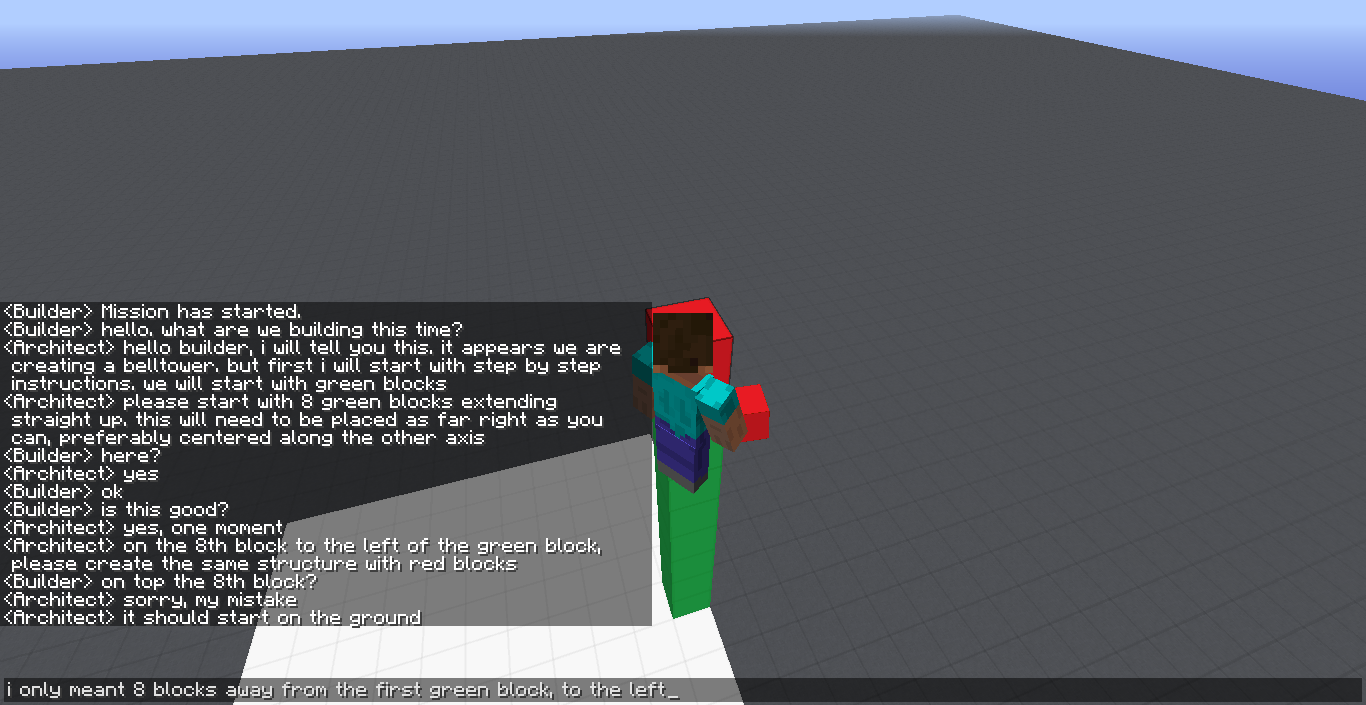 <Builder> Mission has started.
<Builder> hello. what are we building this time?
<Architect> hello builder, i will tell you this. it appears we are
creating a belltower. but first i will start with step by step
instructions. we will start with green blocks
<Architect> please start with 8 green blocks extending
straight up. this will need to be placed as far right as you
can, preferably centered along the other axis
<Builder> here?
<Architect> yes
<Builder> ok
<Builder> is this good?
<Architect> yes, one moment
<Architect> on the 8th block to the left of the green block,
please create the same structure with red blocks
<Builder> on top the 8th block?
<Architect> sorry, my mistake
<Architect> it should start on the ground
i only meant 8 blocks away from the first green block, to the left_